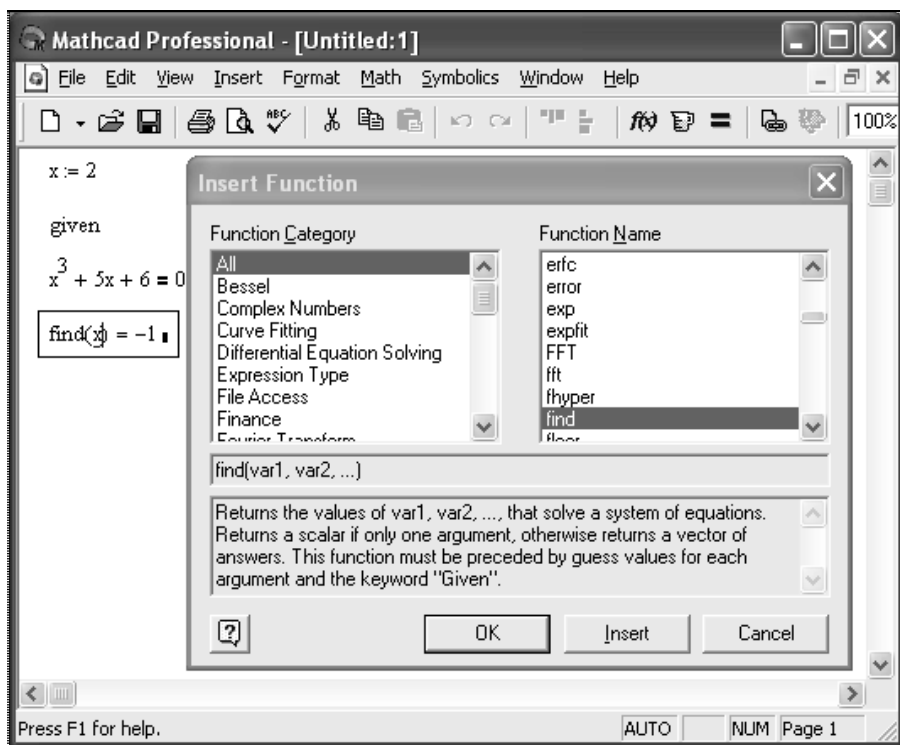 Mathcad Professional - [Untitled:1]
File Edit View Insert Format Math Symbolics Window Help
ABC f(x) 100%
x := 2
given
x³ + 5x + 6 = 0
find(x) = -1
Insert Function
Function Category
All
Bessel
Complex Numbers
Curve Fitting
Differential Equation Solving
Expression Type
File Access
Finance
Fourier Transform
Function Name
erfc
error
exp
expfit
FFT
fft
fhyper
find
floor
find(var1, var2, ...)
Returns the values of var1, var2, ..., that solve a system of equations.
Returns a scalar if only one argument, otherwise returns a vector of
answers. This function must be preceded by guess values for each
argument and the keyword "Given".
OK Insert Cancel
Press F1 for help. AUTO NUM Page 1